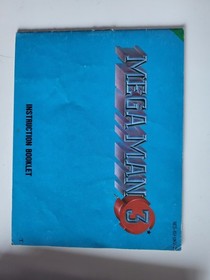 MEGA MAN 3
INSTRUCTION BOOKLET